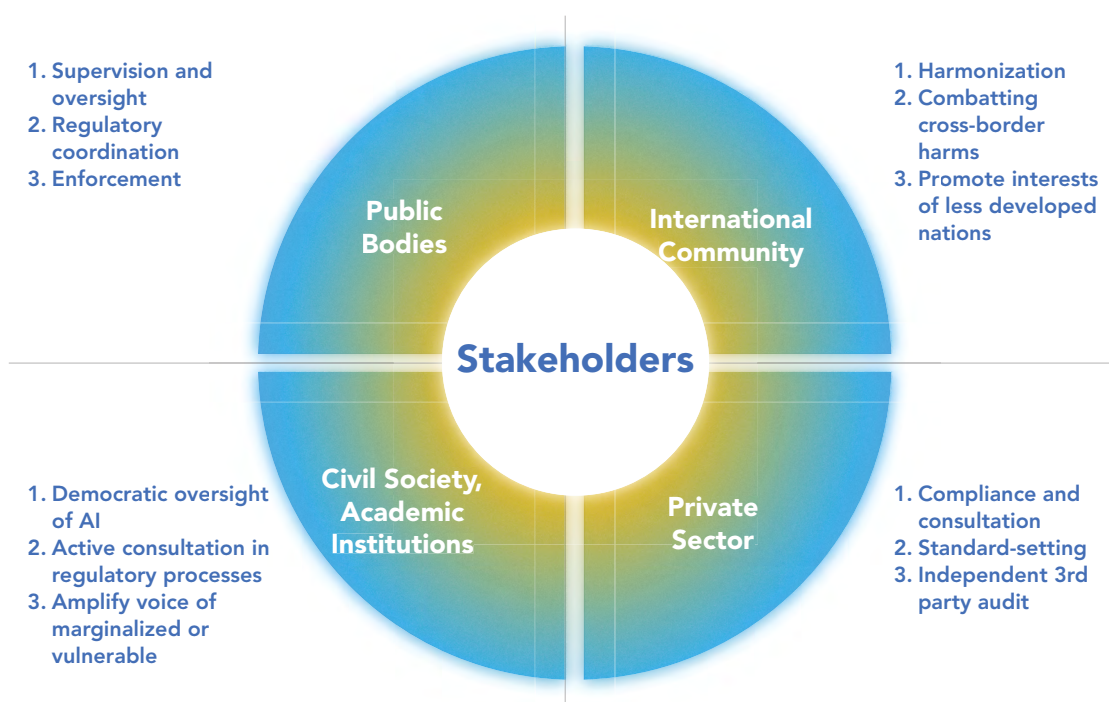 1. Supervision and
oversight
2. Regulatory
coordination
3. Enforcement
Public
Bodies
International
Community
1. Harmonization
2. Combatting
cross-border
harms
3. Promote interests
of less developed
nations
Stakeholders
1. Democratic oversight
of AI
2. Active consultation in
regulatory processes
3. Amplify voice of
marginalized or
vulnerable
Civil Society,
Academic
Institutions
Private
Sector
1. Compliance and
consultation
2. Standard-setting
3. Independent 3rd
party audit